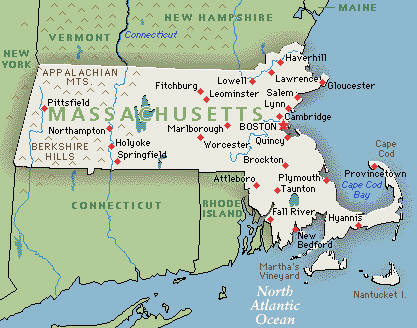 MAINE
NEW HAMPSHIRE
VERMONT
Connecticut
NEW
YORK
Haverhill
APPALACHIAN
MTS.
Lowell
Lawrence
Fitchburg
Gloucester
Leominster
Salem
Pittsfield
Lynn
MASSACHUSETTS
Cambridge
Northampton
Marlborough
BOSTON
Holyoke
Worcester
Quincy
BERKSHIRE
HILLS
Springfield
Cape
Cod
Brockton
Provincetown
Attleboro
Plymouth
Cape Cod
Bay
Taunton
CONNECTICUT
RHODE
ISLAND
Fall River
Hyannis
New
Bedford
Martha's
Vineyard
North
Atlantic
Ocean
Nantucket I.